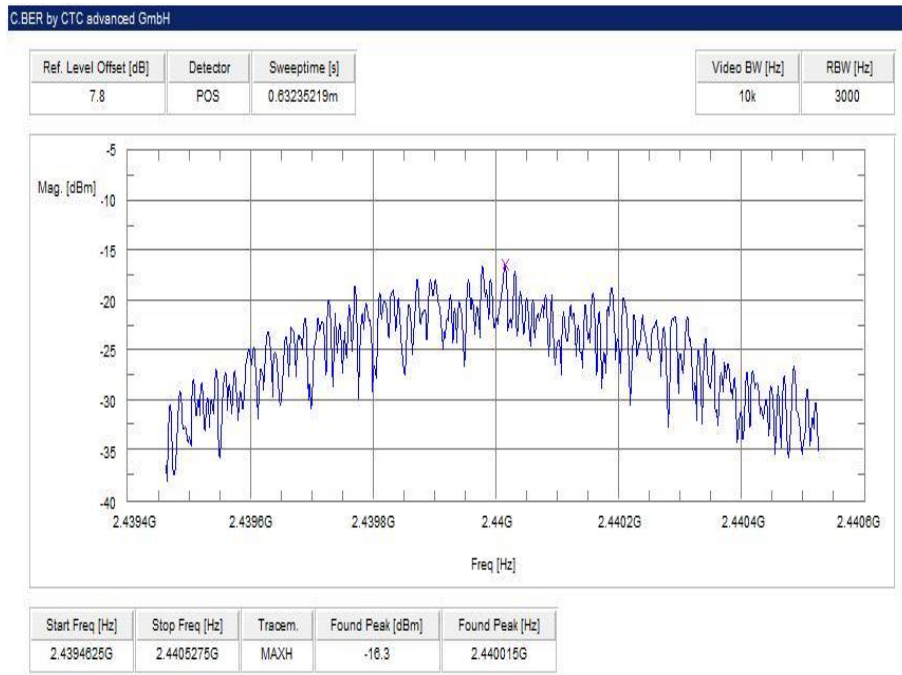 C.BER by CTC advanced GmbH
Ref. Level Offset [dB] Detector Sweeptime [s] Video BW [Hz] RBW [Hz]
7.8 POS 0.63235219m 10k 3000
-5
Mag. [dBm]
-10
-15
-20
-25
-30
-35
-40
2.4394G 2.4396G 2.4398G 2.44G 2.4402G 2.4404G 2.4406G
Freq [Hz]
Start Freq [Hz] Stop Freq [Hz] Tracem. Found Peak [dBm] Found Peak [Hz]
2.4394625G 2.4405275G MAXH -16.3 2.440015G